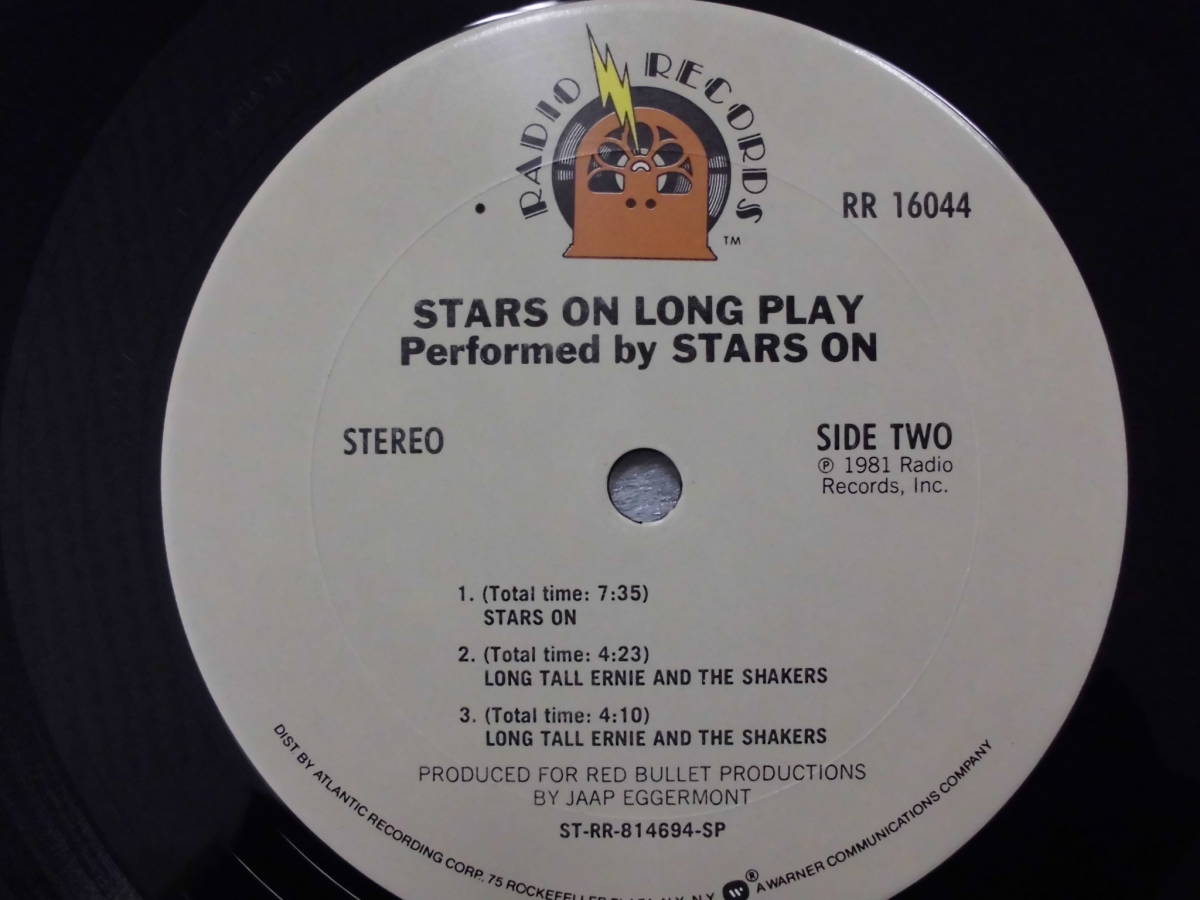 RADIO RECORDS
TM
RR 16044
STARS ON LONG PLAY
Performed by STARS ON
STEREO
SIDE TWO
℗ 1981 Radio
Records, Inc.
1. (Total time: 7:35)
STARS ON
2. (Total time: 4:23)
LONG TALL ERNIE AND THE SHAKERS
3. (Total time: 4:10)
LONG TALL ERNIE AND THE SHAKERS
PRODUCED FOR RED BULLET PRODUCTIONS
BY JAAP EGGERMONT
ST-RR-814694-SP
DIST BY ATLANTIC RECORDING CORP. 75 ROCKEFELLER PLAZA, N.Y., N.Y. ® A WARNER COMMUNICATIONS COMPANY